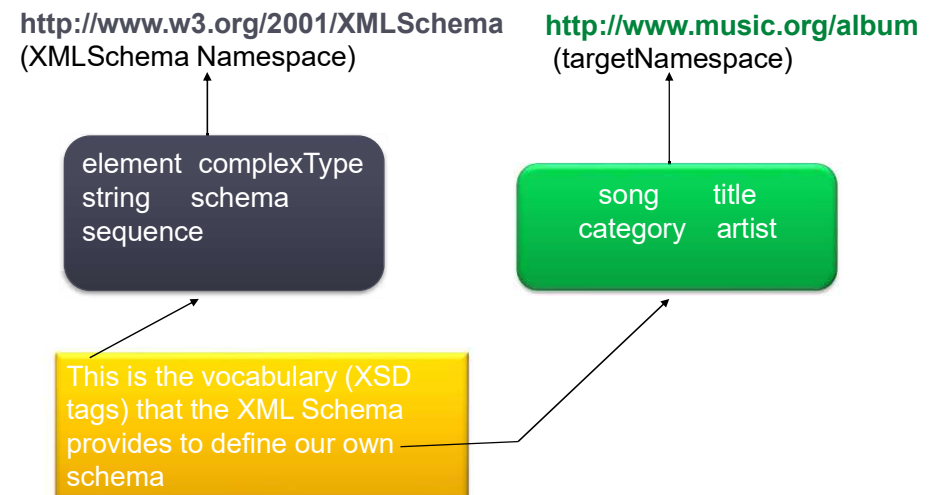 http://www.w3.org/2001/XMLSchema
(XMLSchema Namespace)
http://www.music.org/album
(targetNamespace)
element complexType
string schema
sequence
song title
category artist
This is the vocabulary (XSD
tags) that the XML Schema
provides to define our own
schema